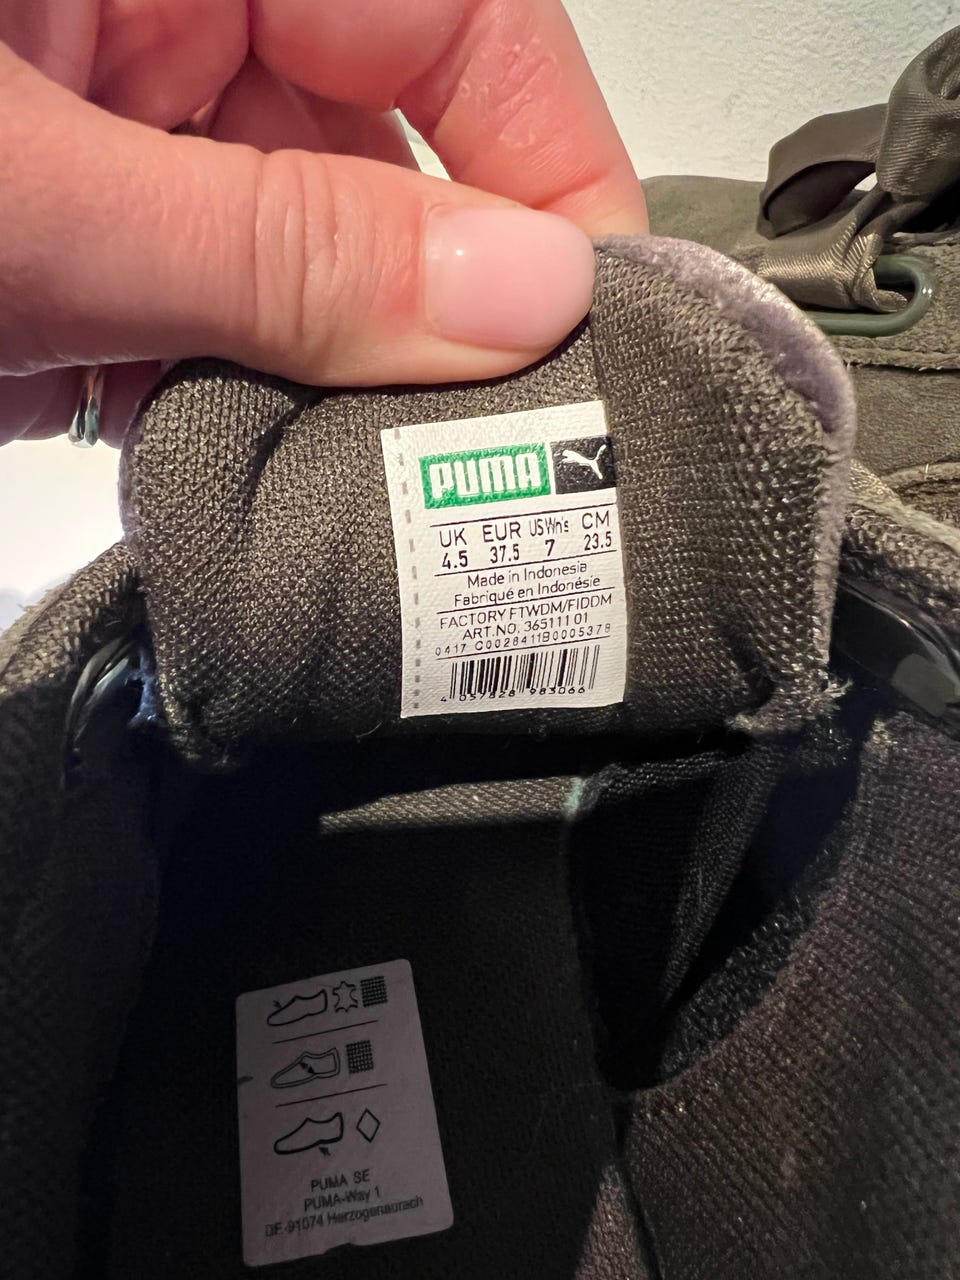 PUMA
UK EUR US Wn's CM
4.5 37.5 7 23.5
Made in Indonesia
Fabriqué en Indonésie
FACTORY FTWDM/FIDDM
ART.NO. 365111 01
0417 G0028411B0005378
4 057828 983066
PUMA SE
PUMA-Way 1
DE-91074 Herzogenaurach